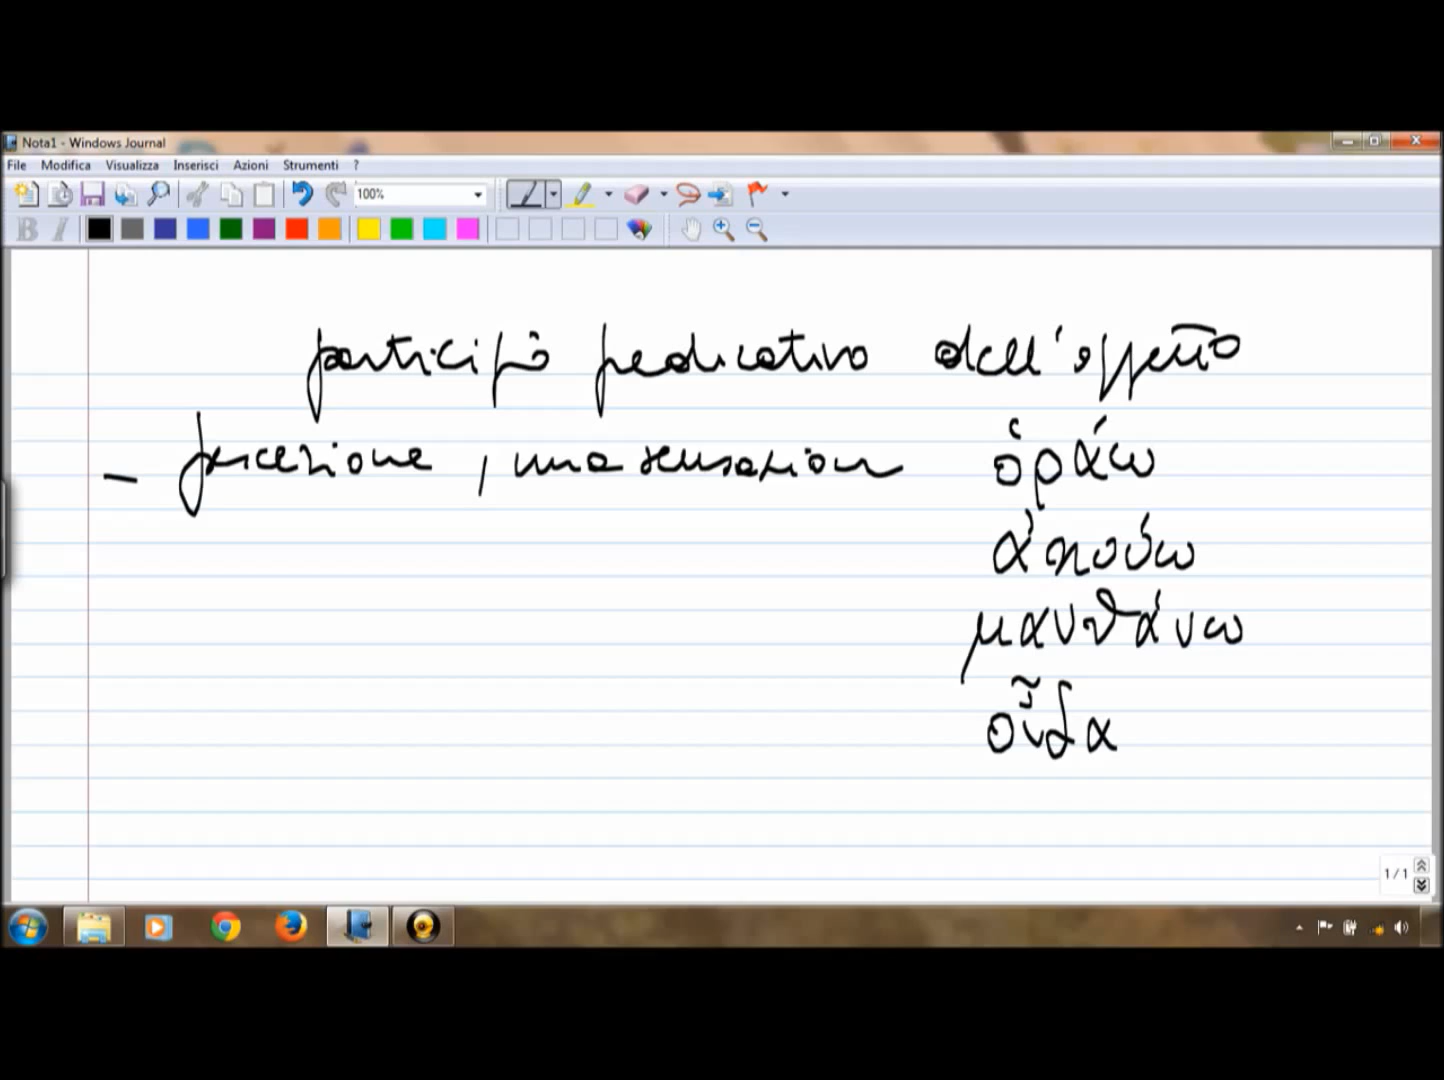 Nota1 - Windows Journal
File Modifica Visualizza Inserisci Azioni Strumenti ?
100%
B I
participio predicativo dell'oggetto
- percezione, una sensazione ὁράω
ἀκούω
μανθάνω
οἶδα
1/1